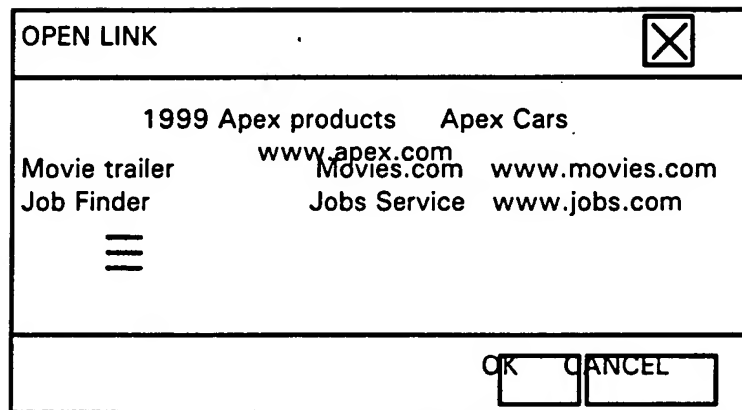 OPEN LINK
1999 Apex products Apex Cars
www.apex.com
Movie trailer Movies.com www.movies.com
Job Finder Jobs Service www.jobs.com
OK CANCEL